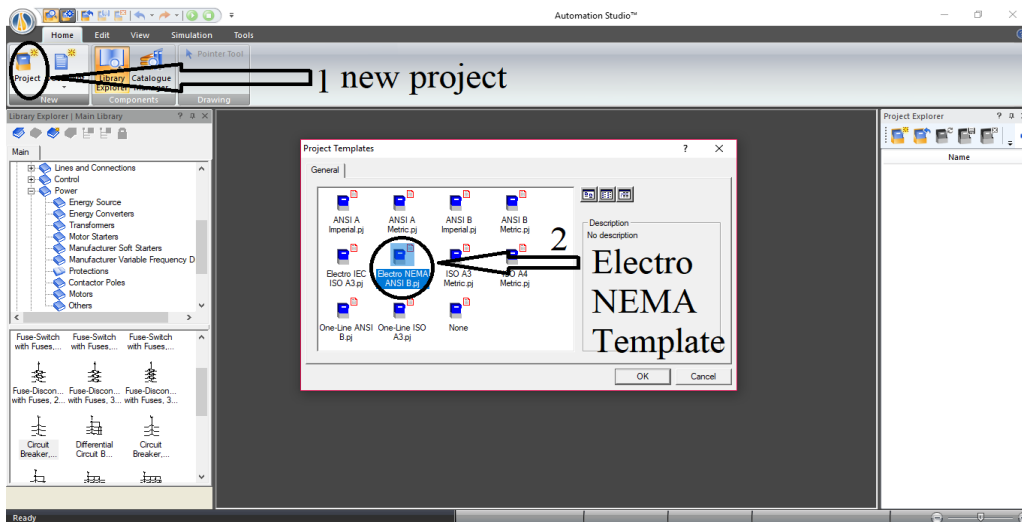 Automation Studio™
Home Edit View Simulation Tools
Pointer Tool
Project
Library Explorer
Catalogue
New
Components
Drawing
1 new project
Library Explorer | Main Library
Main
Lines and Connections
Control
Power
Energy Source
Energy Converters
Transformers
Motor Starters
Manufacturer Soft Starters
Manufacturer Variable Frequency D
Protections
Contactor Poles
Motors
Others
Fuse-Switch with Fuses,...
Fuse-Switch with Fuses,...
Fuse-Switch with Fuses,...
Fuse-Discon... with Fuses, 2...
Fuse-Discon... with Fuses, 3...
Fuse-Discon... with Fuses, 3...
Circuit Breaker,...
Differential Circuit B...
Circuit Breaker,...
Project Templates
General
ANSI A Imperial.pj
ANSI A Metric.pj
ANSI B Imperial.pj
ANSI B Metric.pj
Electro IEC ISO A3.pj
Electro NEMA ANSI B.pj
ISO A3 Metric.pj
ISO A4 Metric.pj
One-Line ANSI B.pj
One-Line ISO A3.pj
None
Description
No description
2
Electro
NEMA
Template
OK
Cancel
Project Explorer
Name
Ready